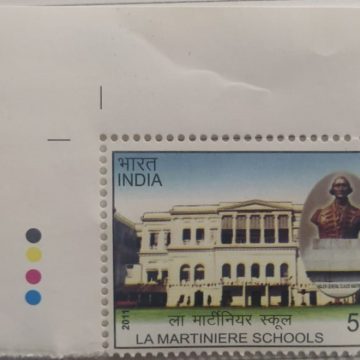 भारत
INDIA
2011
ला मार्टीनियर स्कूल
5
LA MARTINIERE SCHOOLS